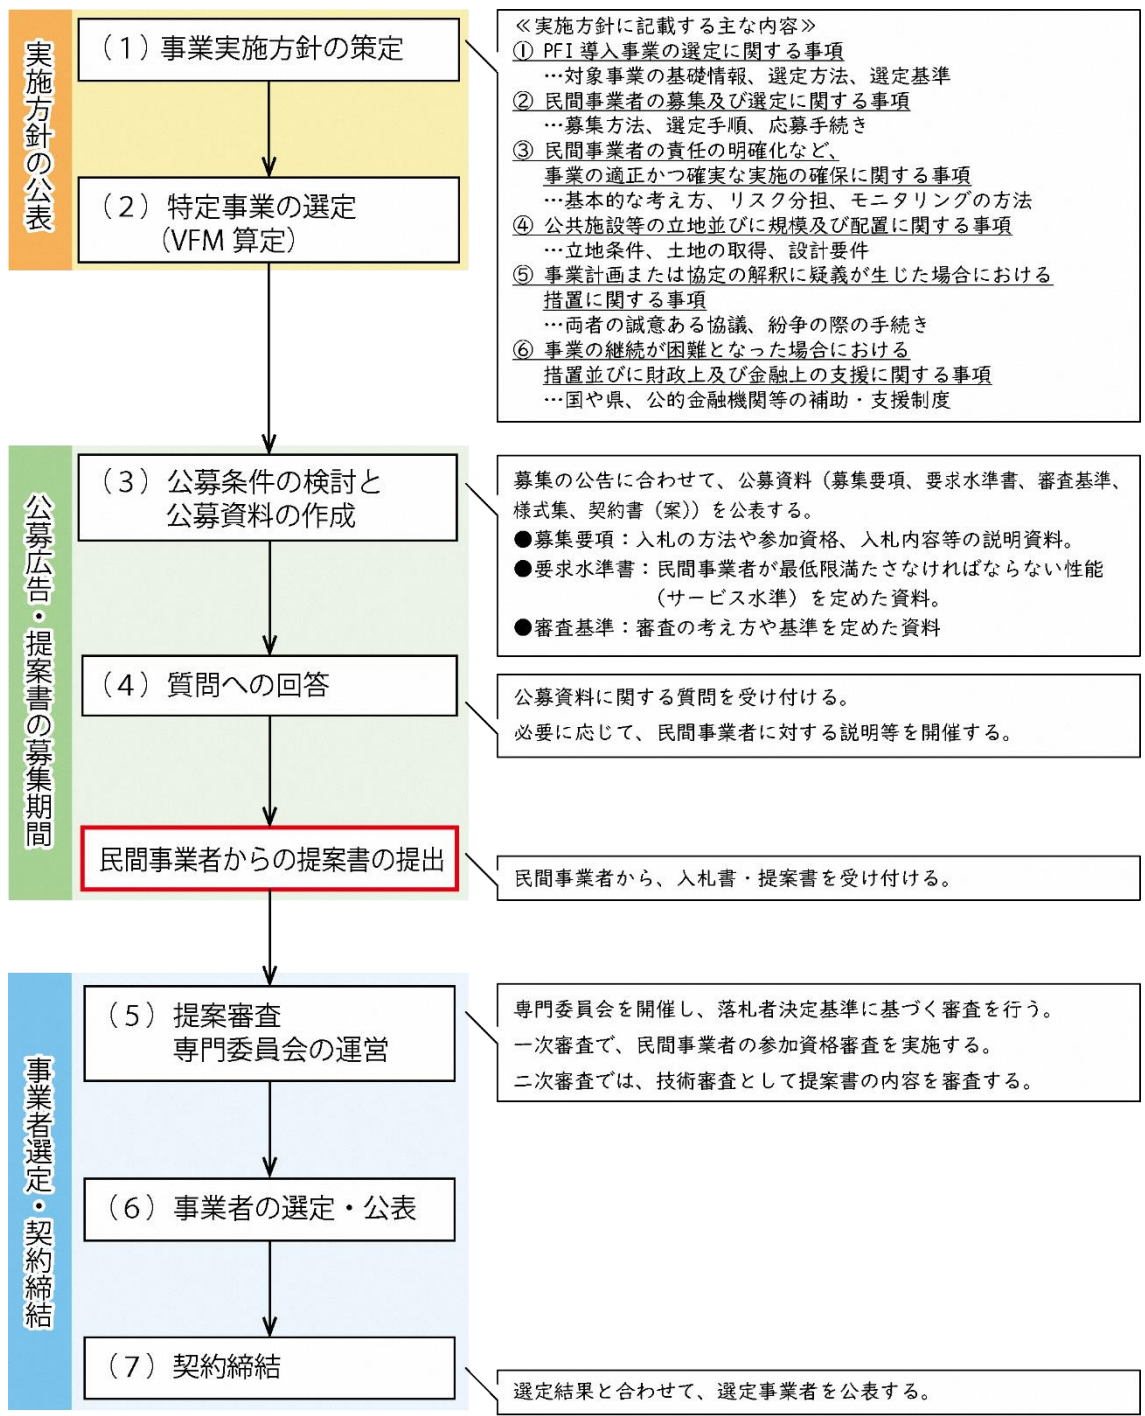 実施方針の公表
（1）事業実施方針の策定
≪実施方針に記載する主な内容≫
① PFI 導入事業の選定に関する事項
…対象事業の基礎情報、選定方法、選定基準
② 民間事業者の募集及び選定に関する事項
…募集方法、選定手順、応募手続き
③ 民間事業者の責任の明確化など、
事業の適正かつ確実な実施の確保に関する事項
…基本的な考え方、リスク分担、モニタリングの方法
④ 公共施設等の立地並びに規模及び配置に関する事項
…立地条件、土地の取得、設計要件
⑤ 事業計画または協定の解釈に疑義が生じた場合における
措置に関する事項
…両者の誠意ある協議、紛争の際の手続き
⑥ 事業の継続が困難となった場合における
措置並びに財政上及び金融上の支援に関する事項
…国や県、公的金融機関等の補助・支援制度
（2）特定事業の選定
（VFM 算定）
公募広告・提案書の募集期間
（3）公募条件の検討と
公募資料の作成
募集の公告に合わせて、公募資料（募集要項、要求水準書、審査基準、
様式集、契約書（案））を公表する。
●募集要項：入札の方法や参加資格、入札内容等の説明資料。
●要求水準書：民間事業者が最低限満たさなければならない性能
（サービス水準）を定めた資料。
●審査基準：審査の考え方や基準を定めた資料
（4）質問への回答
公募資料に関する質問を受け付ける。
必要に応じて、民間事業者に対する説明等を開催する。
民間事業者からの提案書の提出
民間事業者から、入札書・提案書を受け付ける。
事業者選定・契約締結
（5）提案審査
専門委員会の運営
専門委員会を開催し、落札者決定基準に基づく審査を行う。
一次審査で、民間事業者の参加資格審査を実施する。
二次審査では、技術審査として提案書の内容を審査する。
（6）事業者の選定・公表
（7）契約締結
選定結果と合わせて、選定事業者を公表する。